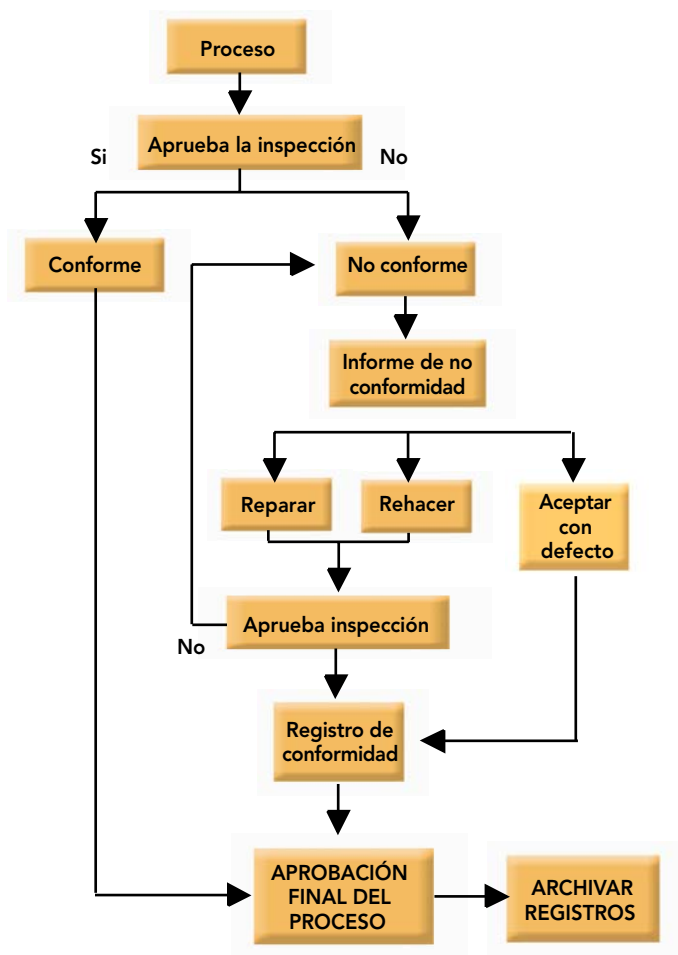 Proceso
Aprueba la inspección
Si
No
Conforme
No conforme
Informe de no
conformidad
Reparar
Rehacer
Aceptar
con
defecto
Aprueba inspección
No
Registro de
conformidad
APROBACIÓN
FINAL DEL
PROCESO
ARCHIVAR
REGISTROS